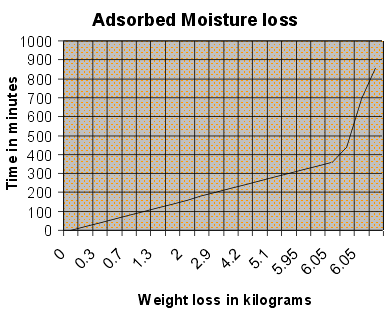 Adsorbed Moisture loss
Time in minutes
1000
900
800
700
600
500
400
300
200
100
0
0 0.3 0.7 1.3 2 2.9 4.2 5.1 5.95 6.05 6.05
Weight loss in kilograms